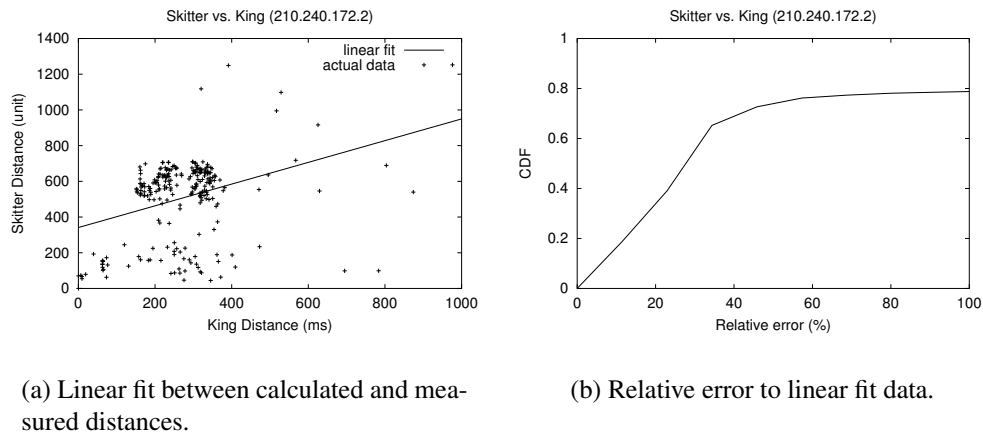 Skitter vs. King (210.240.172.2)
1400
1200
1000
800
600
400
200
0
Skitter Distance (unit)
linear fit
actual data
0 200 400 600 800 1000
King Distance (ms)
(a) Linear fit between calculated and mea-
sured distances.
Skitter vs. King (210.240.172.2)
1
0.8
0.6
0.4
0.2
0
CDF
0 20 40 60 80 100
Relative error (%)
(b) Relative error to linear fit data.